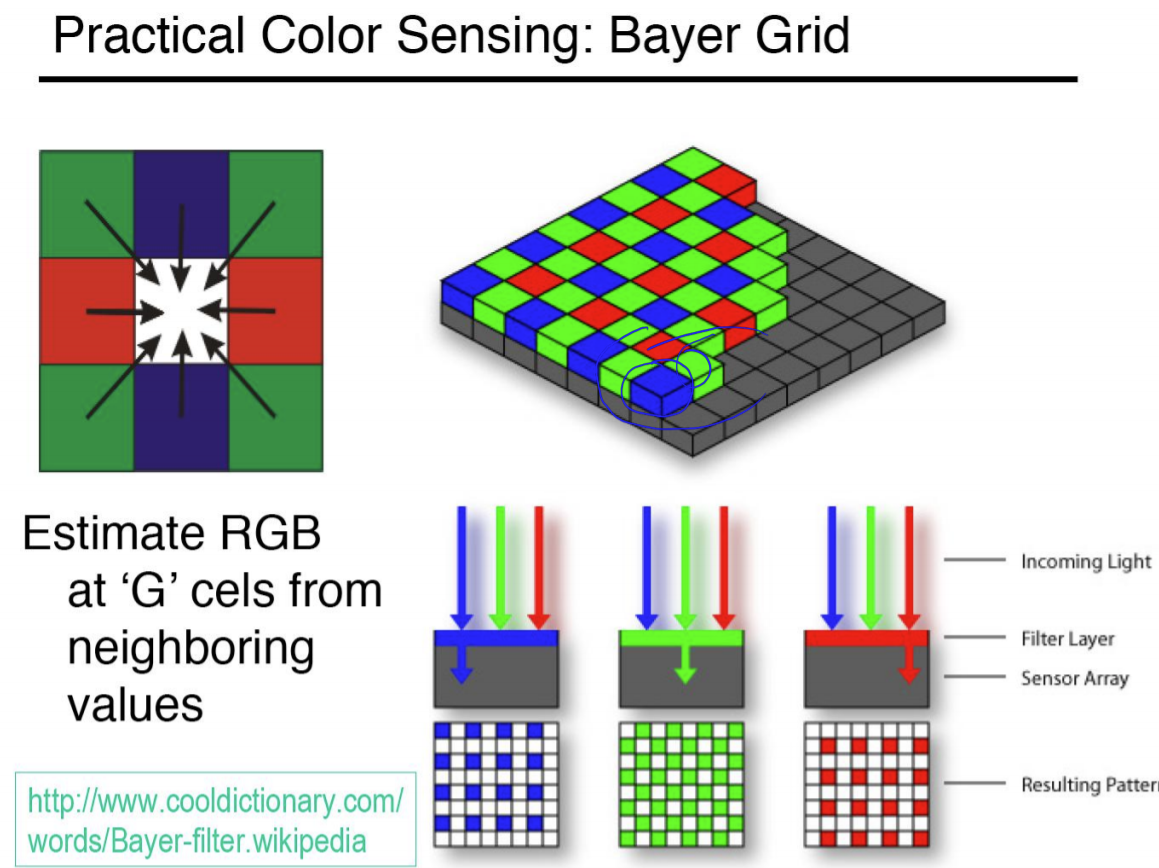 Practical Color Sensing: Bayer Grid
Estimate RGB
at ‘G’ cels from
neighboring
values
http://www.cooldictionary.com/
words/Bayer-filter.wikipedia
Incoming Light
Filter Layer
Sensor Array
Resulting Pattern